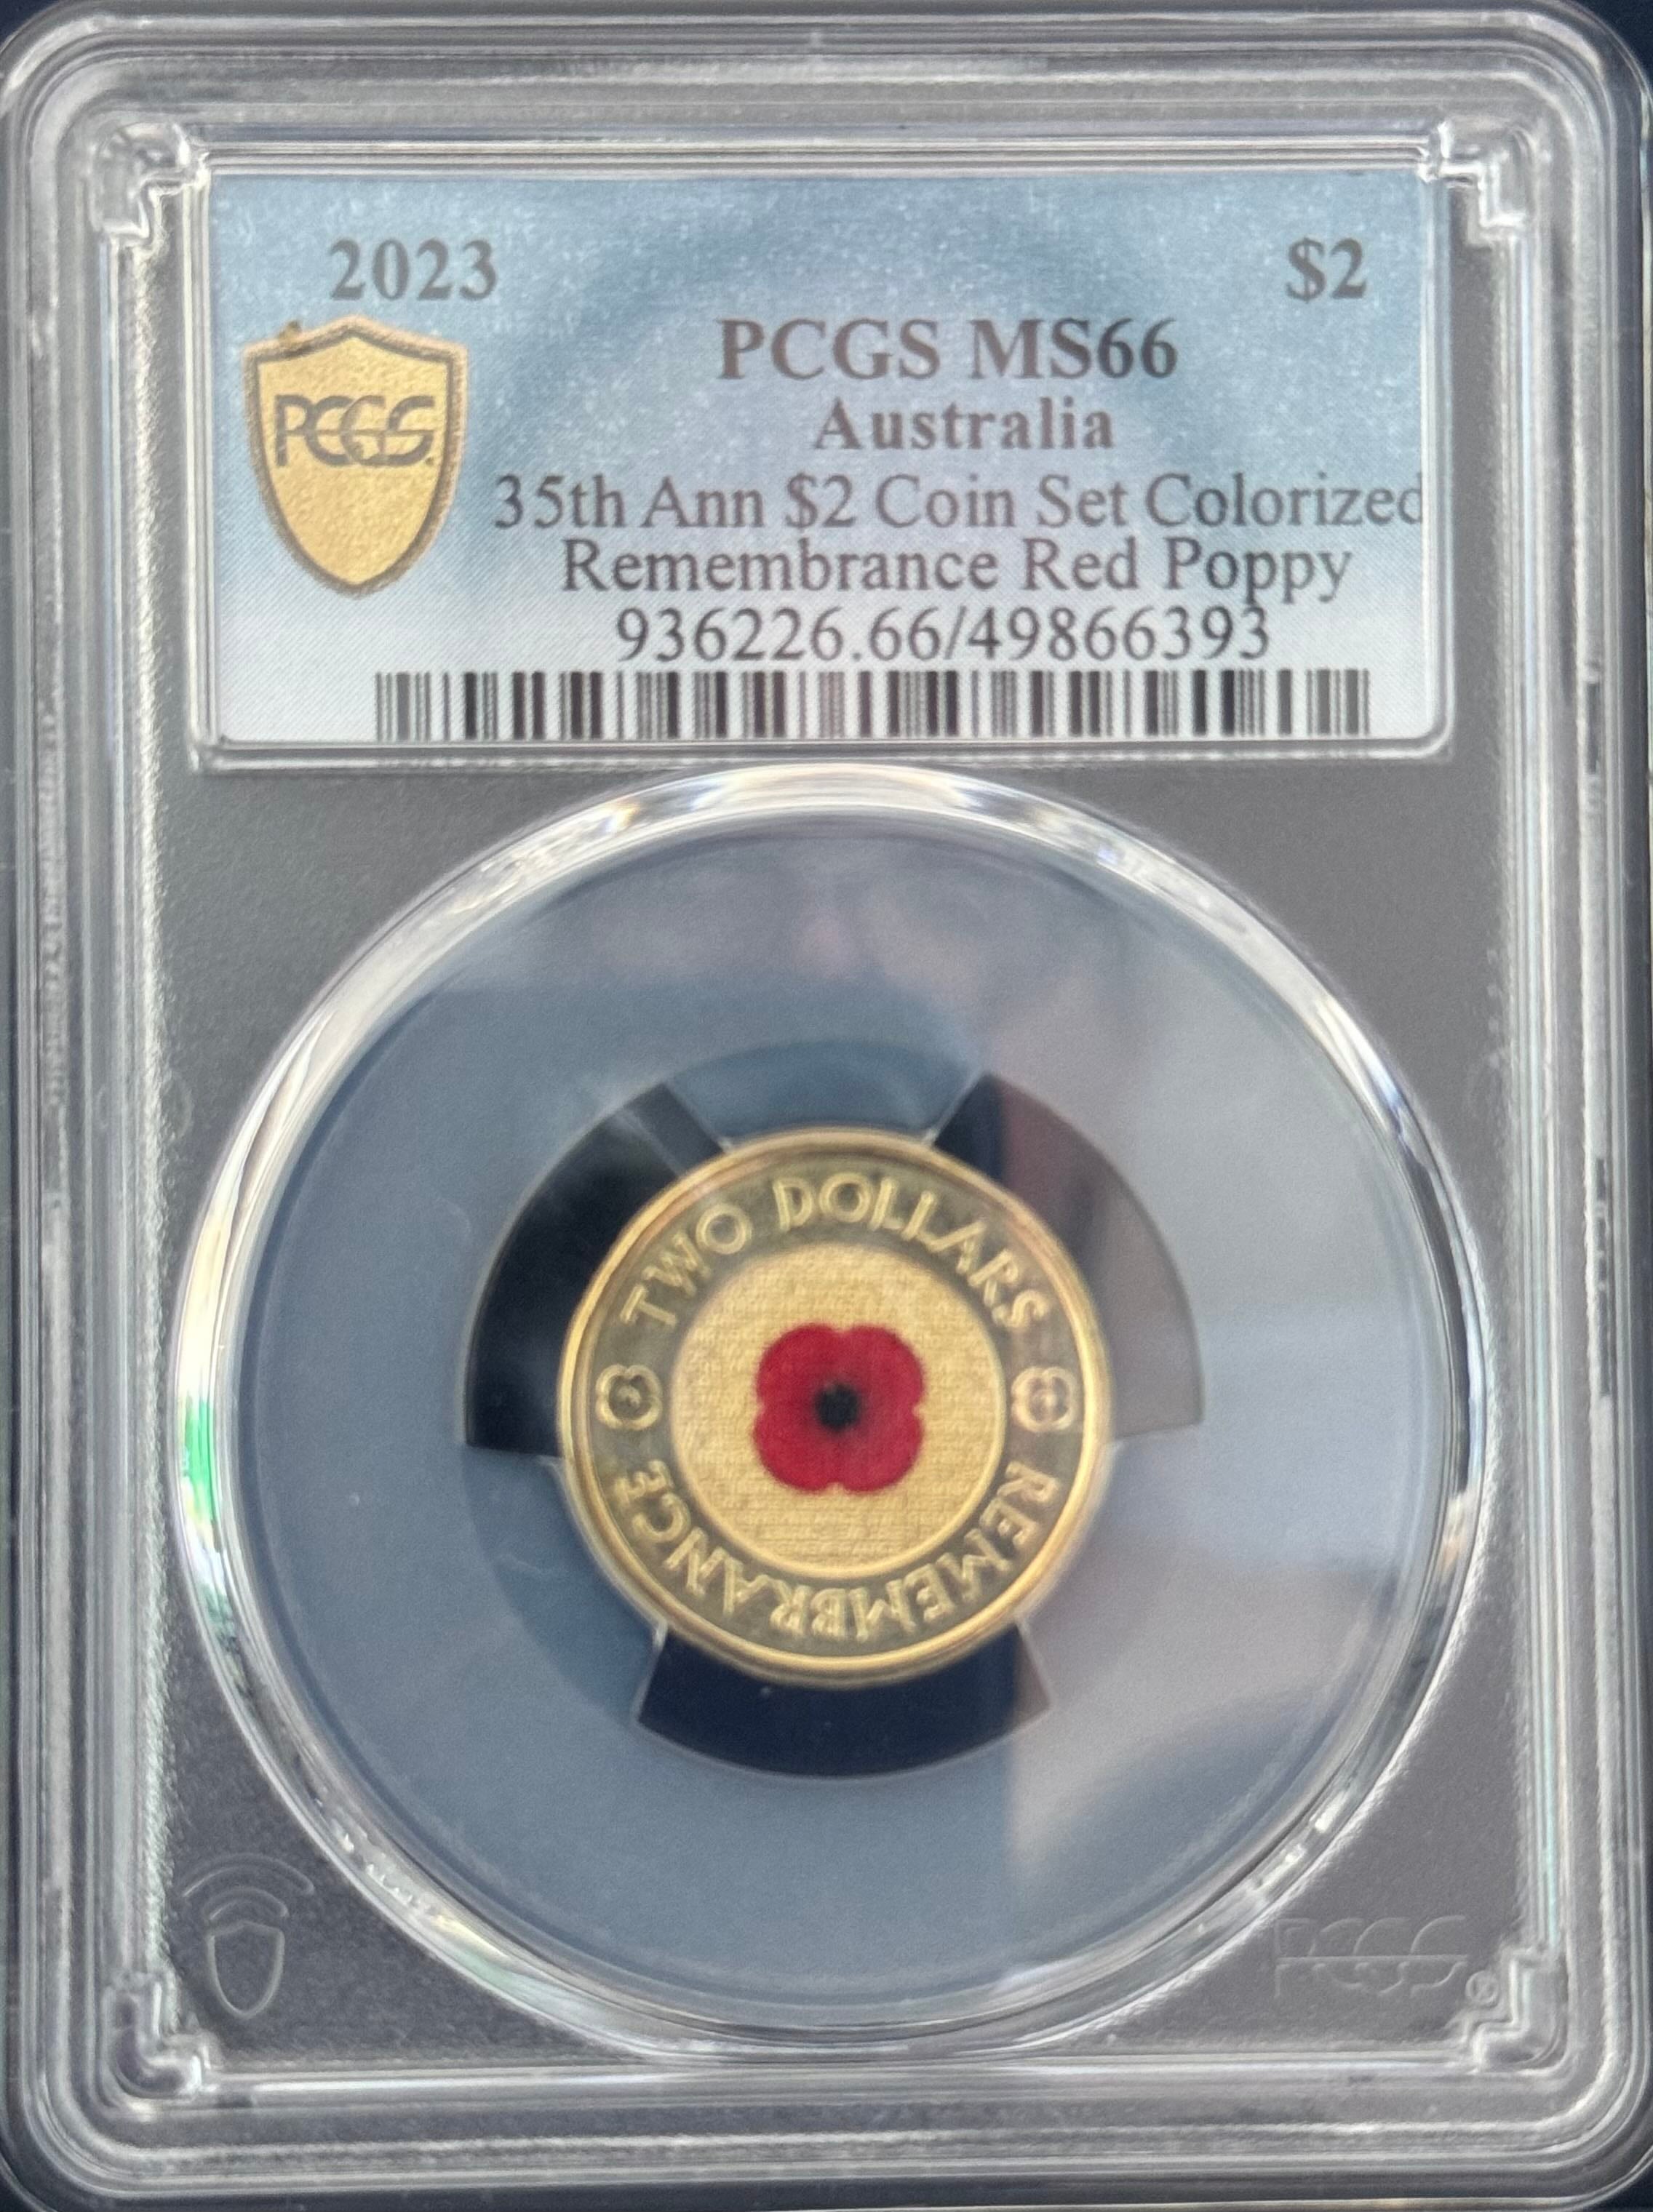 2023 $2
PCGS MS66
PCGS
Australia
35th Ann $2 Coin Set Colorized
Remembrance Red Poppy
936226.66/49866393
TWO DOLLARS
REMEMBRANCE
PCGS